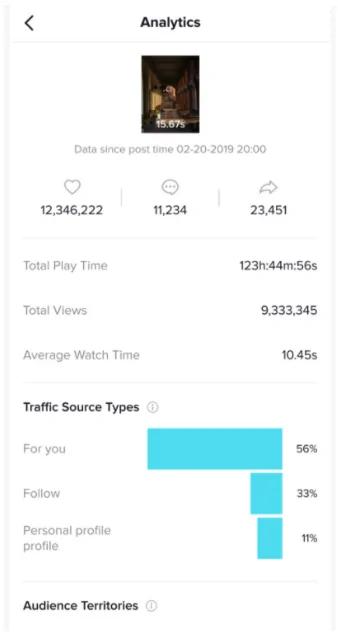 Analytics
15.67s
Data since post time 02-20-2019 20:00
12,346,222 11,234 23,451
Total Play Time 123h:44m:56s
Total Views 9,333,345
Average Watch Time 10.45s
Traffic Source Types
For you 56%
Follow 33%
Personal profile
profile 11%
Audience Territories